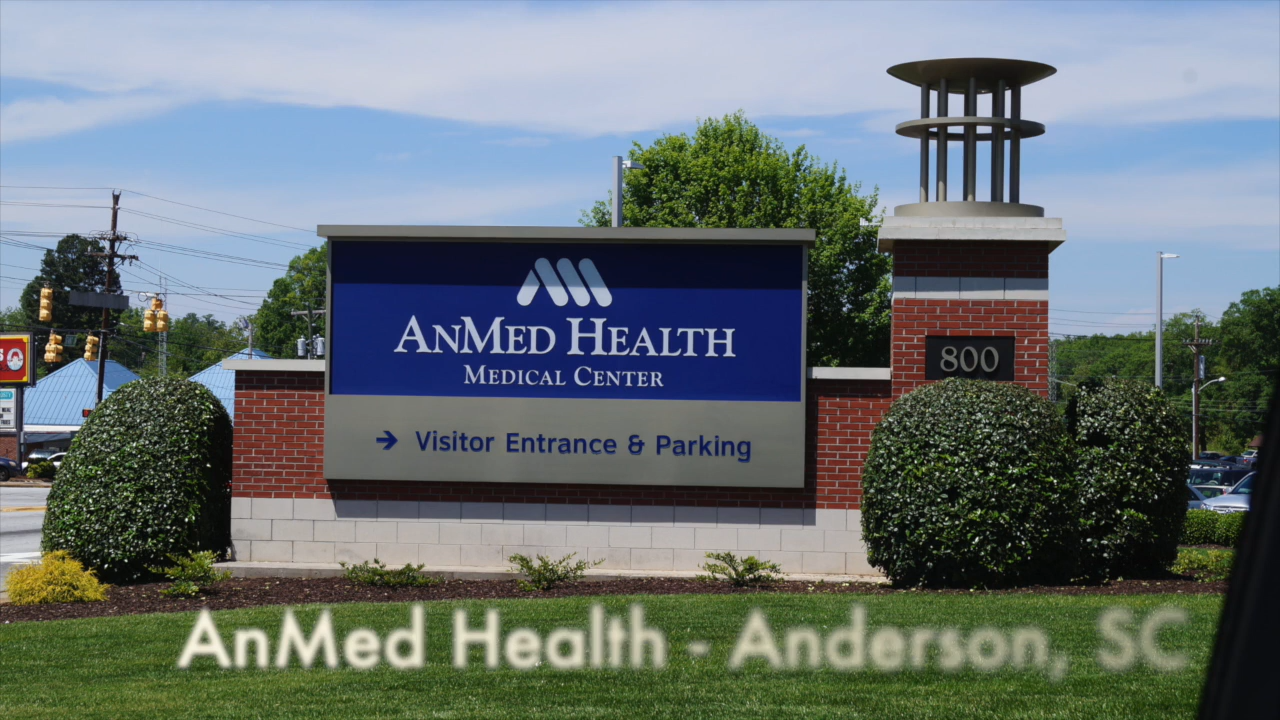 AnMed Health
Medical Center
→ Visitor Entrance & Parking
800
AnMed Health - Anderson, SC